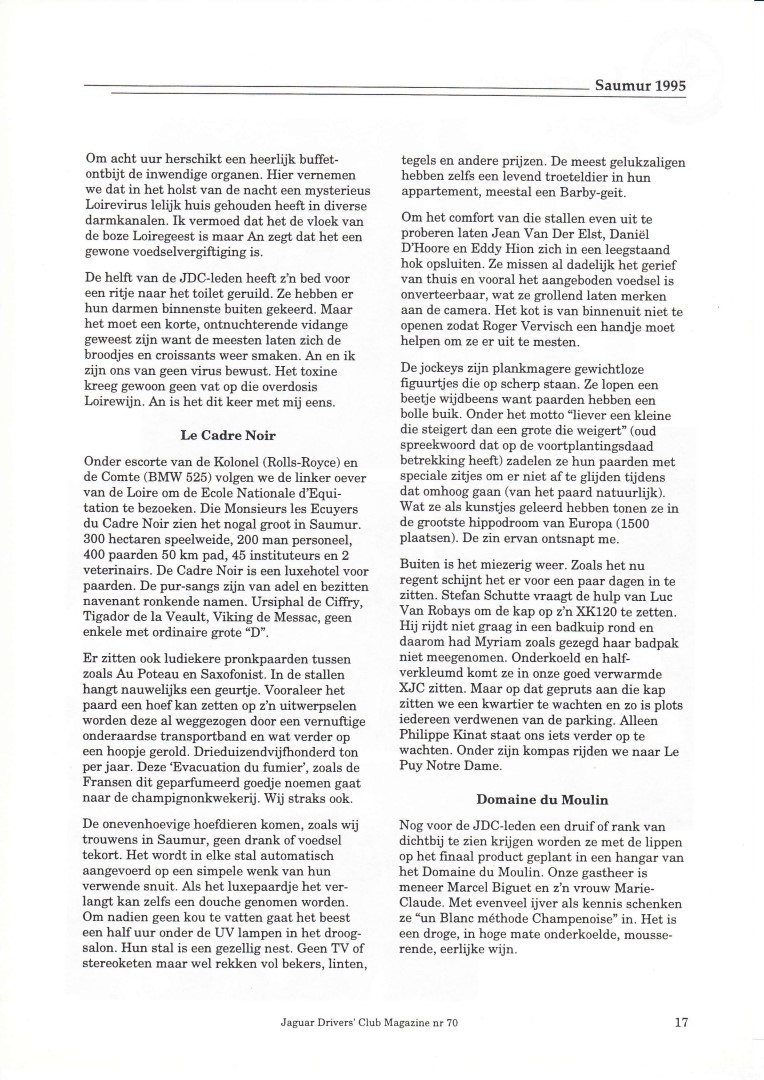 Saumur 1995
Om acht uur herschikt een heerlijk buffet-
ontbijt de inwendige organen. Hier vernemen
we dat in het holst van de nacht een mysterieus
Loirevirus lelijk huis gehouden heeft in diverse
darmkanalen. Ik vermoed dat het de vloek van
de boze Loiregeest is maar An zegt dat het een
gewone voedselvergiftiging is.
De helft van de JDC-leden heeft z'n bed voor
een ritje naar het toilet geruild. Ze hebben er
hun darmen binnenste buiten gekeerd. Maar
het moet een korte, ontnuchterende vidange
geweest zijn want de meesten laten zich de
broodjes en croissants weer smaken. An en ik
zijn ons van geen virus bewust. Het toxine
kreeg gewoon geen vat op die overdosis
Loirewijn. An is het dit keer met mij eens.
Le Cadre Noir
Onder escorte van de Kolonel (Rolls-Royce) en
de Comte (BMW 525) volgen we de linker oever
van de Loire om de Ecole Nationale d'Equi-
tation te bezoeken. Die Monsieurs les Ecuyers
du Cadre Noir zien het nogal groot in Saumur.
300 hectaren speelweide, 200 man personeel,
400 paarden 50 km pad, 45 instituteurs en 2
veterinairs. De Cadre Noir is een luxehotel voor
paarden. De pur-sangs zijn van adel en bezitten
navenant ronkende namen. Ursiphal de Ciffry,
Tigador de la Veault, Viking de Messac, geen
enkele met ordinaire grote "D".
Er zitten ook ludiekere pronkpaarden tussen
zoals Au Poteau en Saxofonist. In de stallen
hangt nauwelijks een geurtje. Vooraleer het
paard een hoef kan zetten op z'n uitwerpselen
worden deze al weggezogen door een vernuftige
onderaardse transportband en wat verder op
een hoopje gerold. Drieduizendvijfhonderd ton
per jaar. Deze 'Evacuation du fumier', zoals de
Fransen dit geparfumeerd goedje noemen gaat
naar de champignonkwekerij. Wij straks ook.
De onevenhoevige hoefdieren komen, zoals wij
trouwens in Saumur, geen drank of voedsel
tekort. Het wordt in elke stal automatisch
aangevoerd op een simpele wenk van hun
verwende snuit. Als het luxepaardje het ver-
langt kan zelfs een douche genomen worden.
Om nadien geen kou te vatten gaat het beest
een half uur onder de UV lampen in het droog-
salon. Hun stal is een gezellig nest. Geen TV of
stereoketen maar wel rekken vol bekers, linten,
tegels en andere prijzen. De meest gelukzaligen
hebben zelfs een levend troeteldier in hun
appartement, meestal een Barby-geit.
Om het comfort van die stallen even uit te
proberen laten Jean Van Der Elst, Daniël
D'Hoore en Eddy Hion zich in een leegstaand
hok opsluiten. Ze missen al dadelijk het gerief
van thuis en vooral het aangeboden voedsel is
onverteerbaar, wat ze grollend laten merken
aan de camera. Het kot is van binnenuit niet te
openen zodat Roger Vervisch een handje moet
helpen om ze er uit te mesten.
De jockeys zijn plankmagere gewichtloze
figuurtjes die op scherp staan. Ze lopen een
beetje wijdbeens want paarden hebben een
bolle buik. Onder het motto "liever een kleine
die steigert dan een grote die weigert" (oud
spreekwoord dat op de voortplantingsdaad
betrekking heeft) zadelen ze hun paarden met
speciale zitjes om er niet af te glijden tijdens
dat omhoog gaan (van het paard natuurlijk).
Wat ze als kunstjes geleerd hebben tonen ze in
de grootste hippodroom van Europa (1500
plaatsen). De zin ervan ontsnapt me.
Buiten is het miezerig weer. Zoals het nu
regent schijnt het er voor een paar dagen in te
zitten. Stefan Schutte vraagt de hulp van Luc
Van Robays om de kap op z'n XK120 te zetten.
Hij rijdt niet graag in een badkuip rond en
daarom had Myriam zoals gezegd haar badpak
niet meegenomen. Onderkoeld en half-
verkleumd komt ze in onze goed verwarmde
XJC zitten. Maar op dat gepruts aan die kap
zitten we een kwartier te wachten en zo is plots
iedereen verdwenen van de parking. Alleen
Philippe Kinat staat ons iets verder op te
wachten. Onder zijn kompas rijden we naar Le
Puy Notre Dame.
Domaine du Moulin
Nog voor de JDC-leden een druif of rank van
dichtbij te zien krijgen worden ze met de lippen
op het finaal product geplant in een hangar van
het Domaine du Moulin. Onze gastheer is
meneer Marcel Biguet en z'n vrouw Marie-
Claude. Met evenveel ijver als kennis schenken
ze "un Blanc méthode Champenoise" in. Het is
een droge, in hoge mate onderkoelde, mousse-
rende, eerlijke wijn.
Jaguar Drivers' Club Magazine nr 70
17